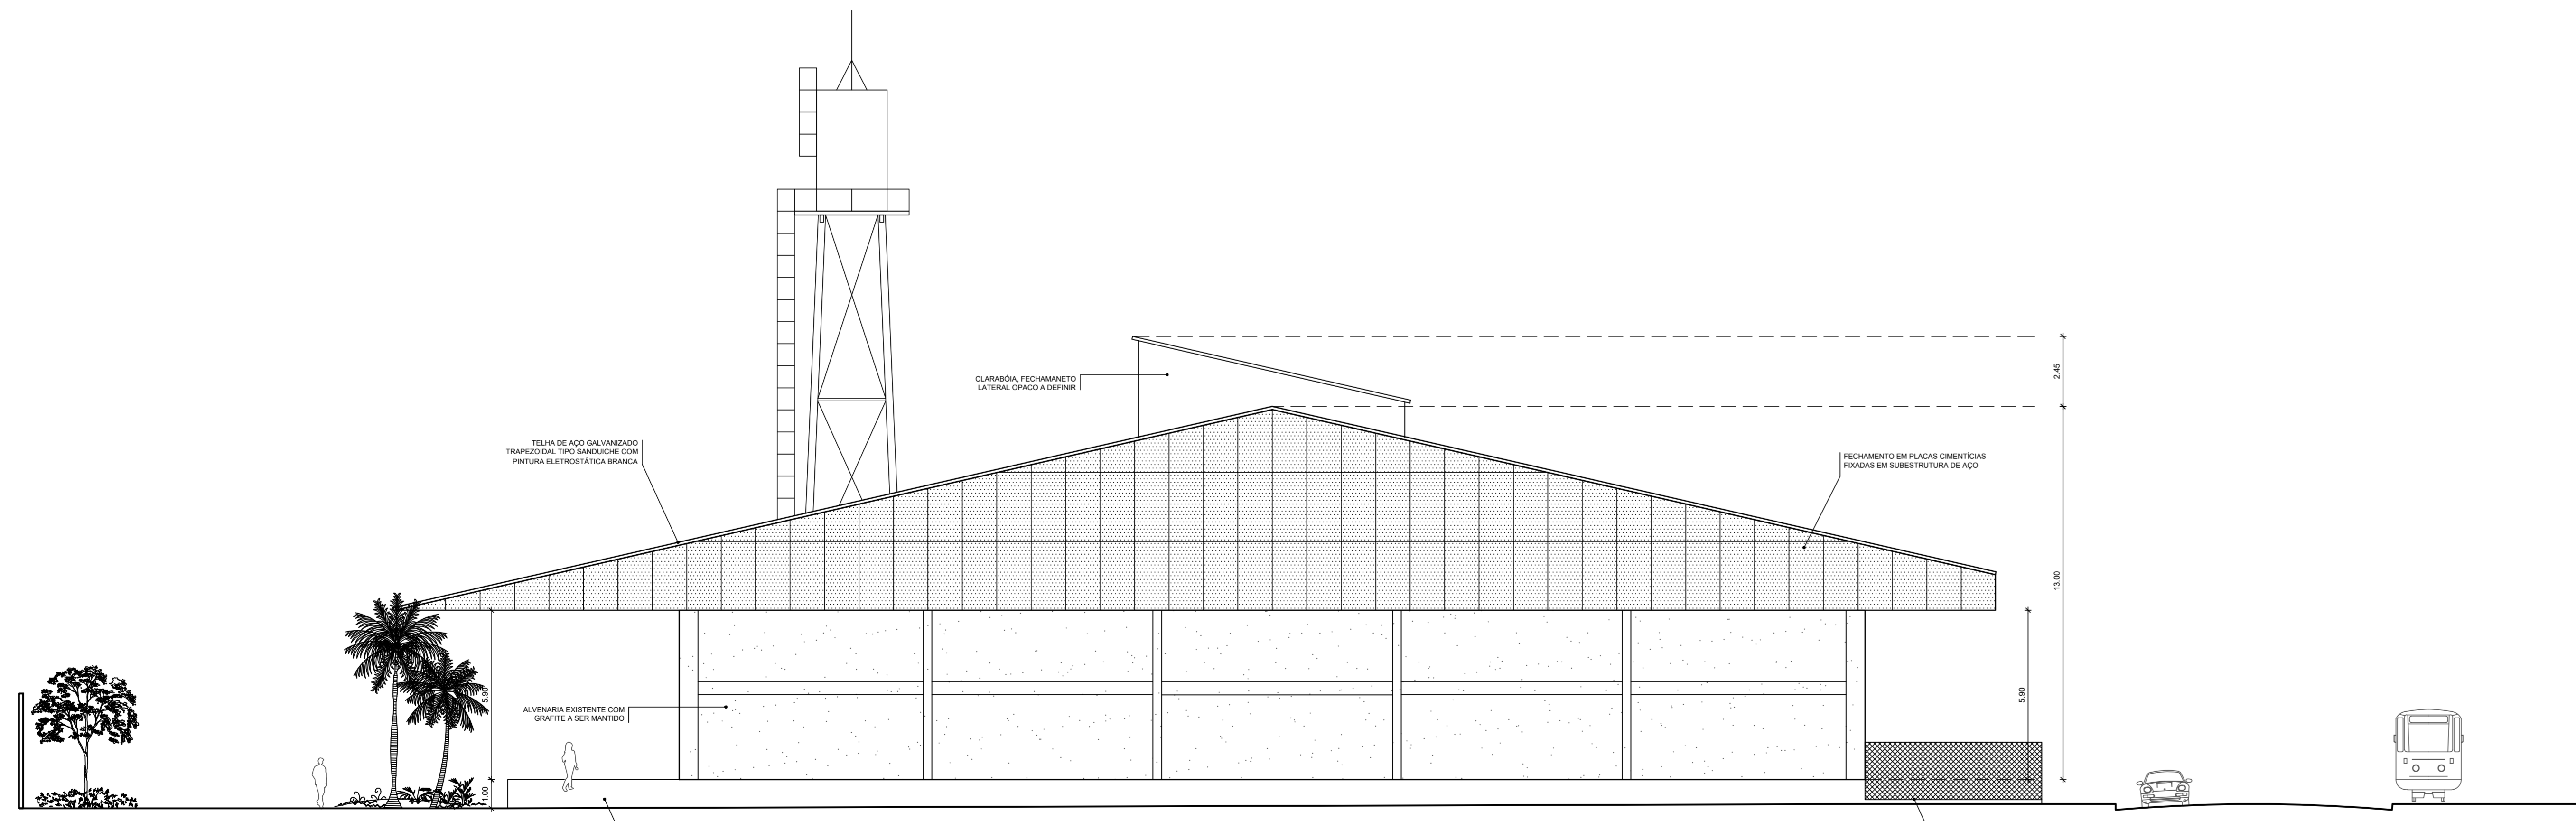 CLARABÓIA, FECHAMANETO
LATERAL OPACO A DEFINIR
2.45
TELHA DE AÇO GALVANIZADO
TRAPEZOIDAL TIPO SANDUICHE COM
PINTURA ELETROSTÁTICA BRANCA
FECHAMENTO EM PLACAS CIMENTÍCIAS
FIXADAS EM SUBESTRUTURA DE AÇO
13.00
5.90
5.90
ALVENARIA EXISTENTE COM
GRAFITE A SER MANTIDO
1.00